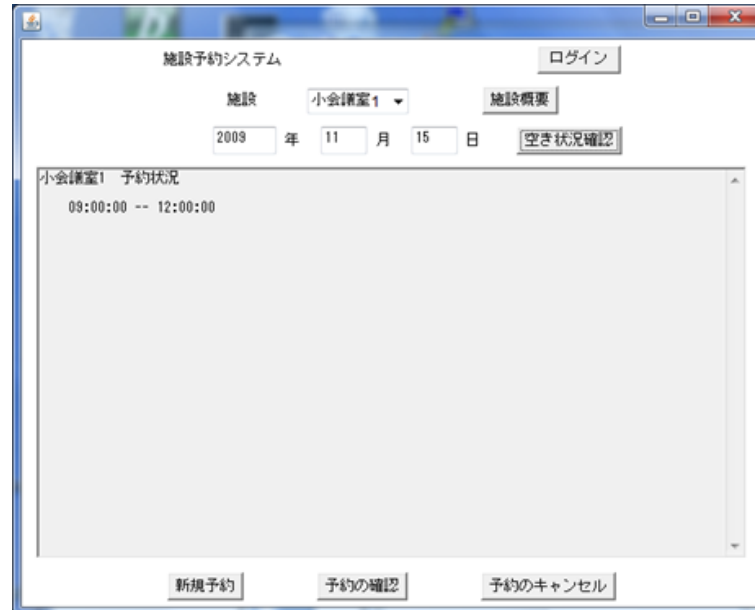 施設予約システム ログイン
施設 小会議室1 施設概要
2009 年 11 月 15 日 空き状況確認
小会議室1 予約状況
09:00:00 -- 12:00:00
新規予約 予約の確認 予約のキャンセル